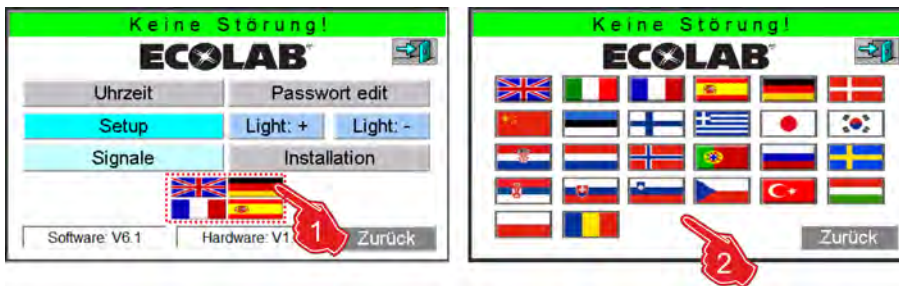 Keine Störung!
ECOLAB®
Uhrzeit
Passwort edit
Setup
Light: +
Light: -
Signale
Installation
1
Software: V6.1
Hardware: V1
Zurück
Keine Störung!
ECOLAB®
Zurück
2